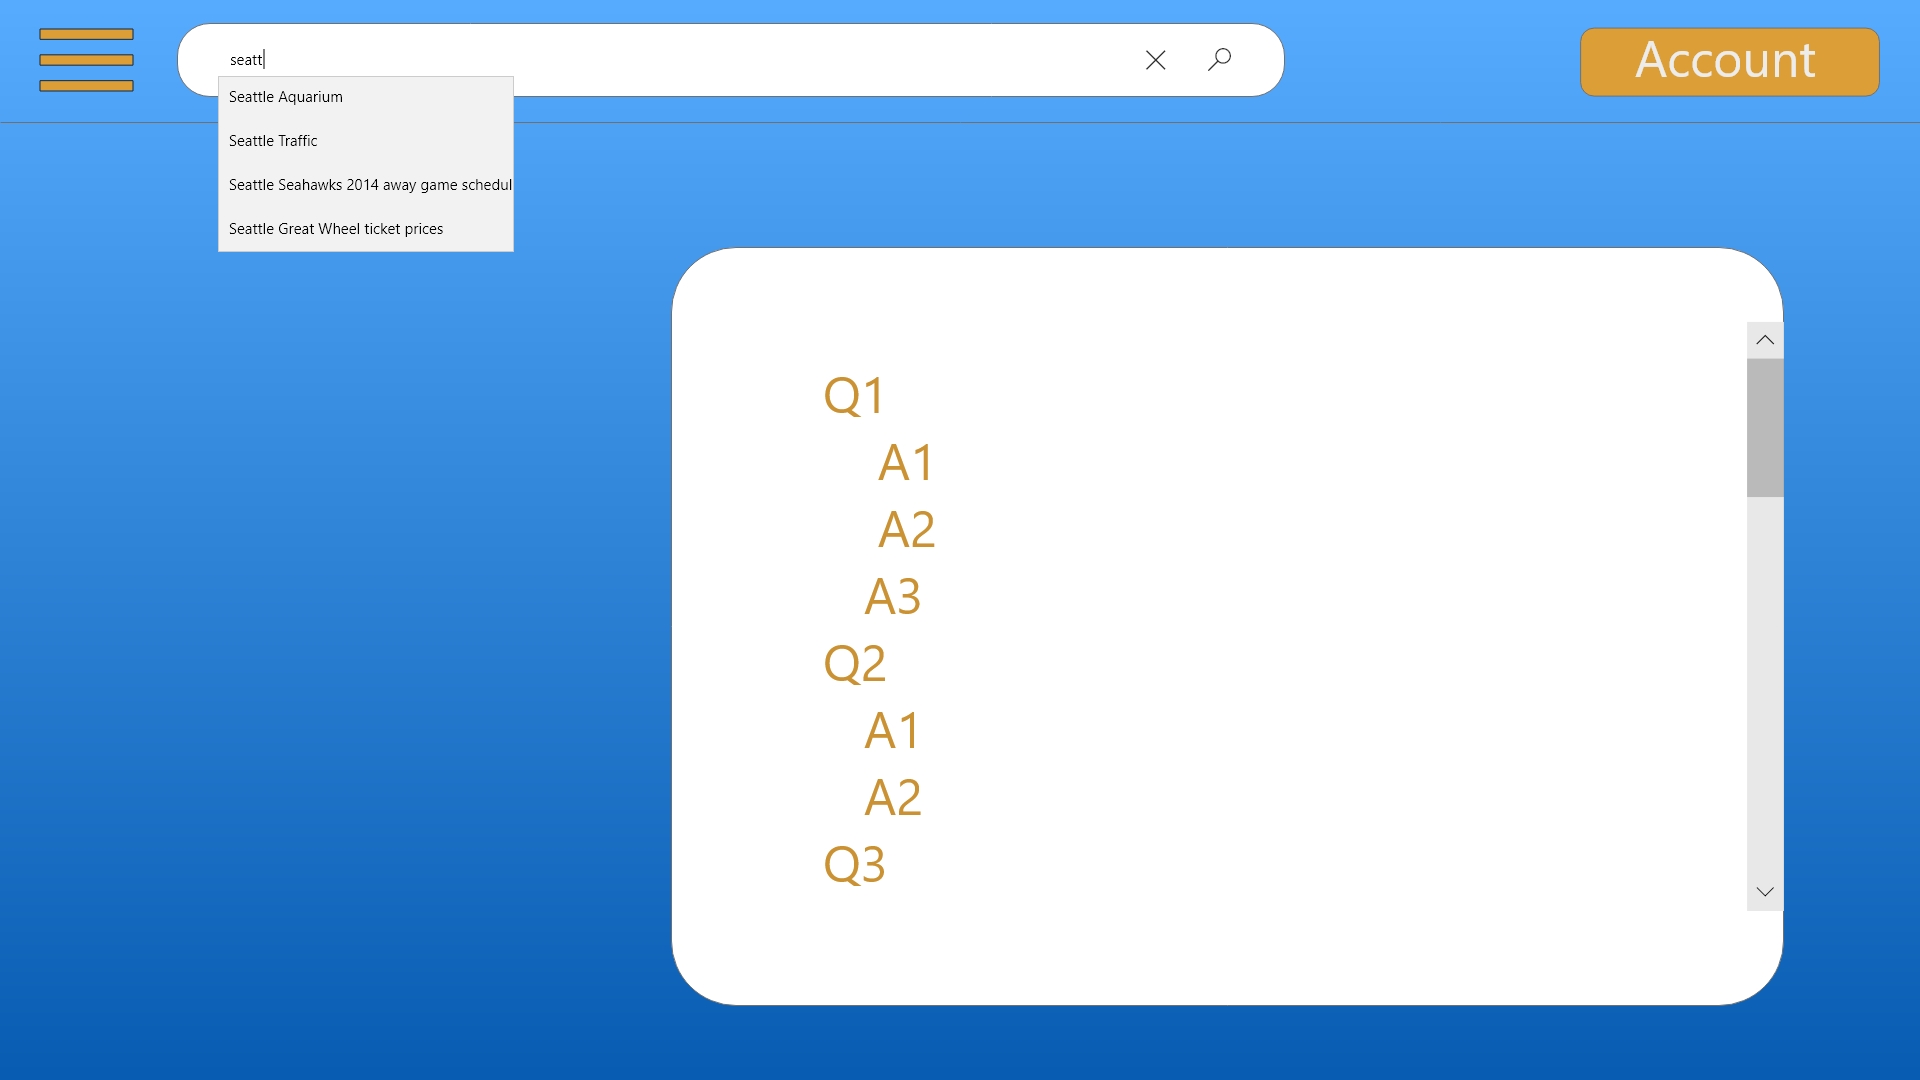 seatt
Account
Seattle Aquarium
Seattle Traffic
Seattle Seahawks 2014 away game schedul
Seattle Great Wheel ticket prices
Q1
A1
A2
A3
Q2
A1
A2
Q3